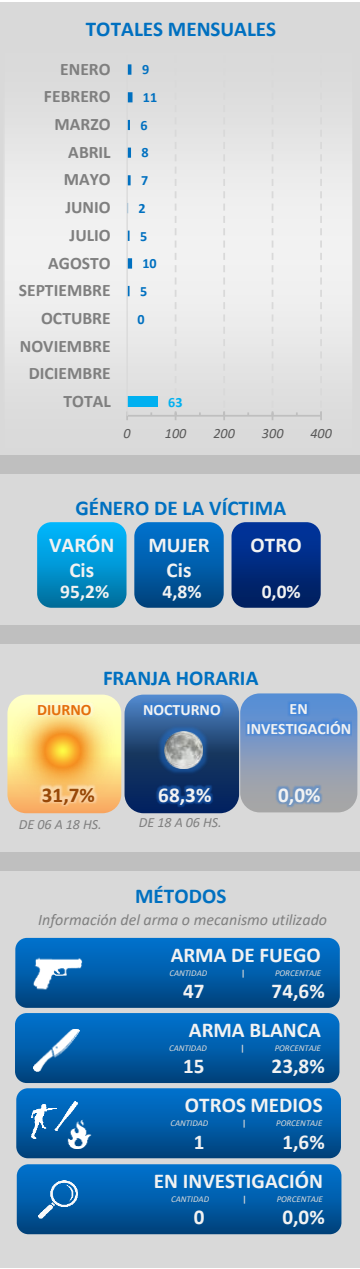 TOTALES MENSUALES
ENERO 9
FEBRERO 11
MARZO 6
ABRIL 8
MAYO 7
JUNIO 2
JULIO 5
AGOSTO 10
SEPTIEMBRE 5
OCTUBRE 0
NOVIEMBRE
DICIEMBRE
TOTAL 63
0 100 200 300 400
GÉNERO DE LA VÍCTIMA
VARÓN MUJER OTRO
Cis Cis
95,2% 4,8% 0,0%
FRANJA HORARIA
DIURNO NOCTURNO EN
INVESTIGACIÓN
31,7% 68,3% 0,0%
DE 06 A 18 HS. DE 18 A 06 HS.
MÉTODOS
Información del arma o mecanismo utilizado
ARMA DE FUEGO
CANTIDAD | PORCENTAJE
47 74,6%
ARMA BLANCA
CANTIDAD | PORCENTAJE
15 23,8%
OTROS MEDIOS
CANTIDAD | PORCENTAJE
1 1,6%
EN INVESTIGACIÓN
CANTIDAD | PORCENTAJE
0 0,0%